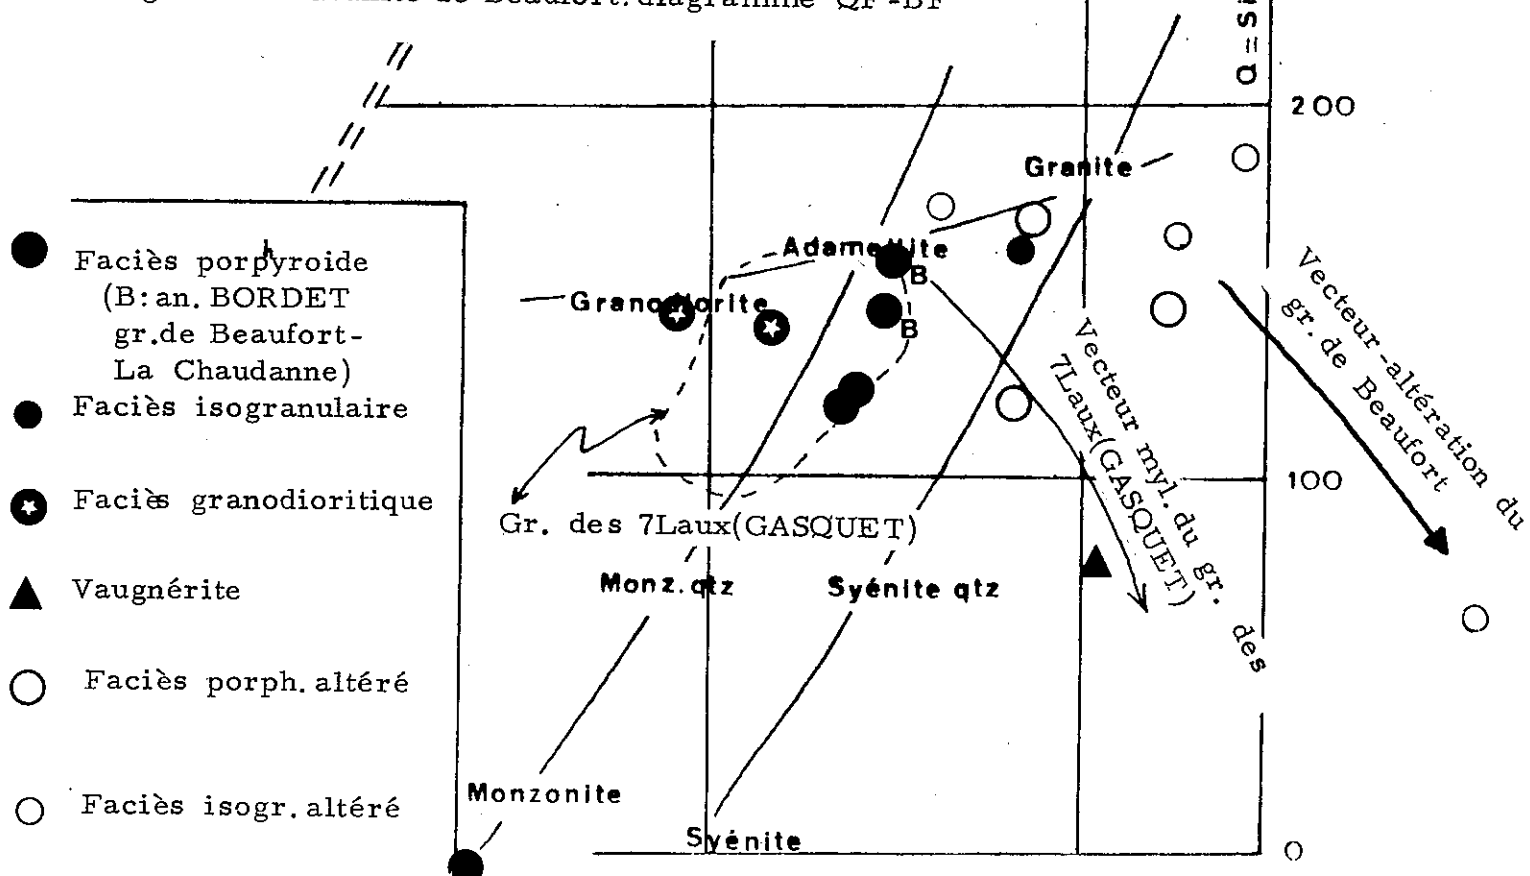 de Beaufort. diagramme QF-BF
Q = si
200
Granite
Adamellite
B
Granodiorite
B
Faciès porpyroide
h
(B: an. BORDET
gr. de Beaufort-
La Chaudanne)
Faciès isogranulaire
Faciès granodioritique
Vaugnérite
Faciès porph. altéré
Faciès isogr. altéré
Vecteur-altération du
gr. de Beaufort
Vecteur myl. du gr. des
7Laux(GASQUET)
100
Gr. des 7Laux(GASQUET)
Monz. qtz
Syénite qtz
Monzonite
Syénite
0